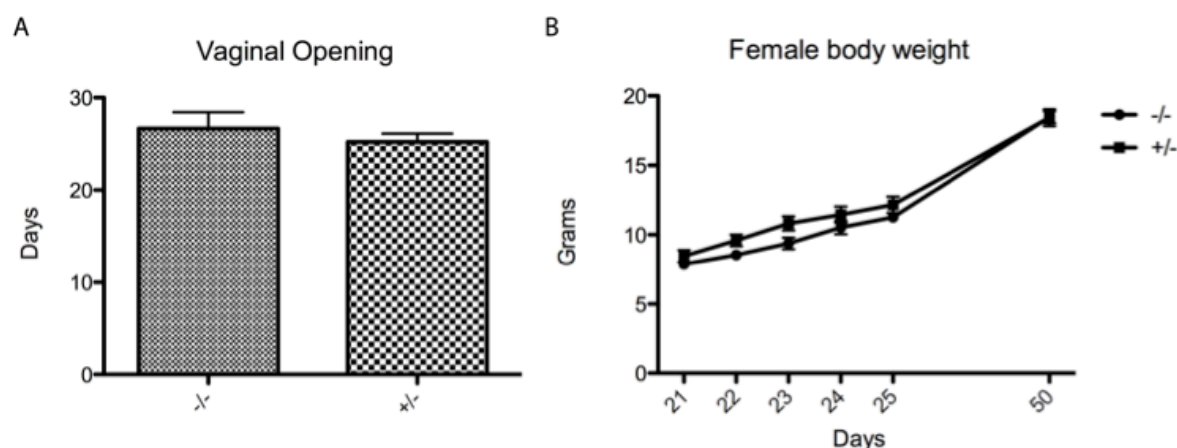 A
Vaginal Opening
30
20
10
0
Days
-/-
+/-
B
Female body weight
20
15
10
5
0
Grams
21
22
23
24
25
50
Days
-/-
+/-